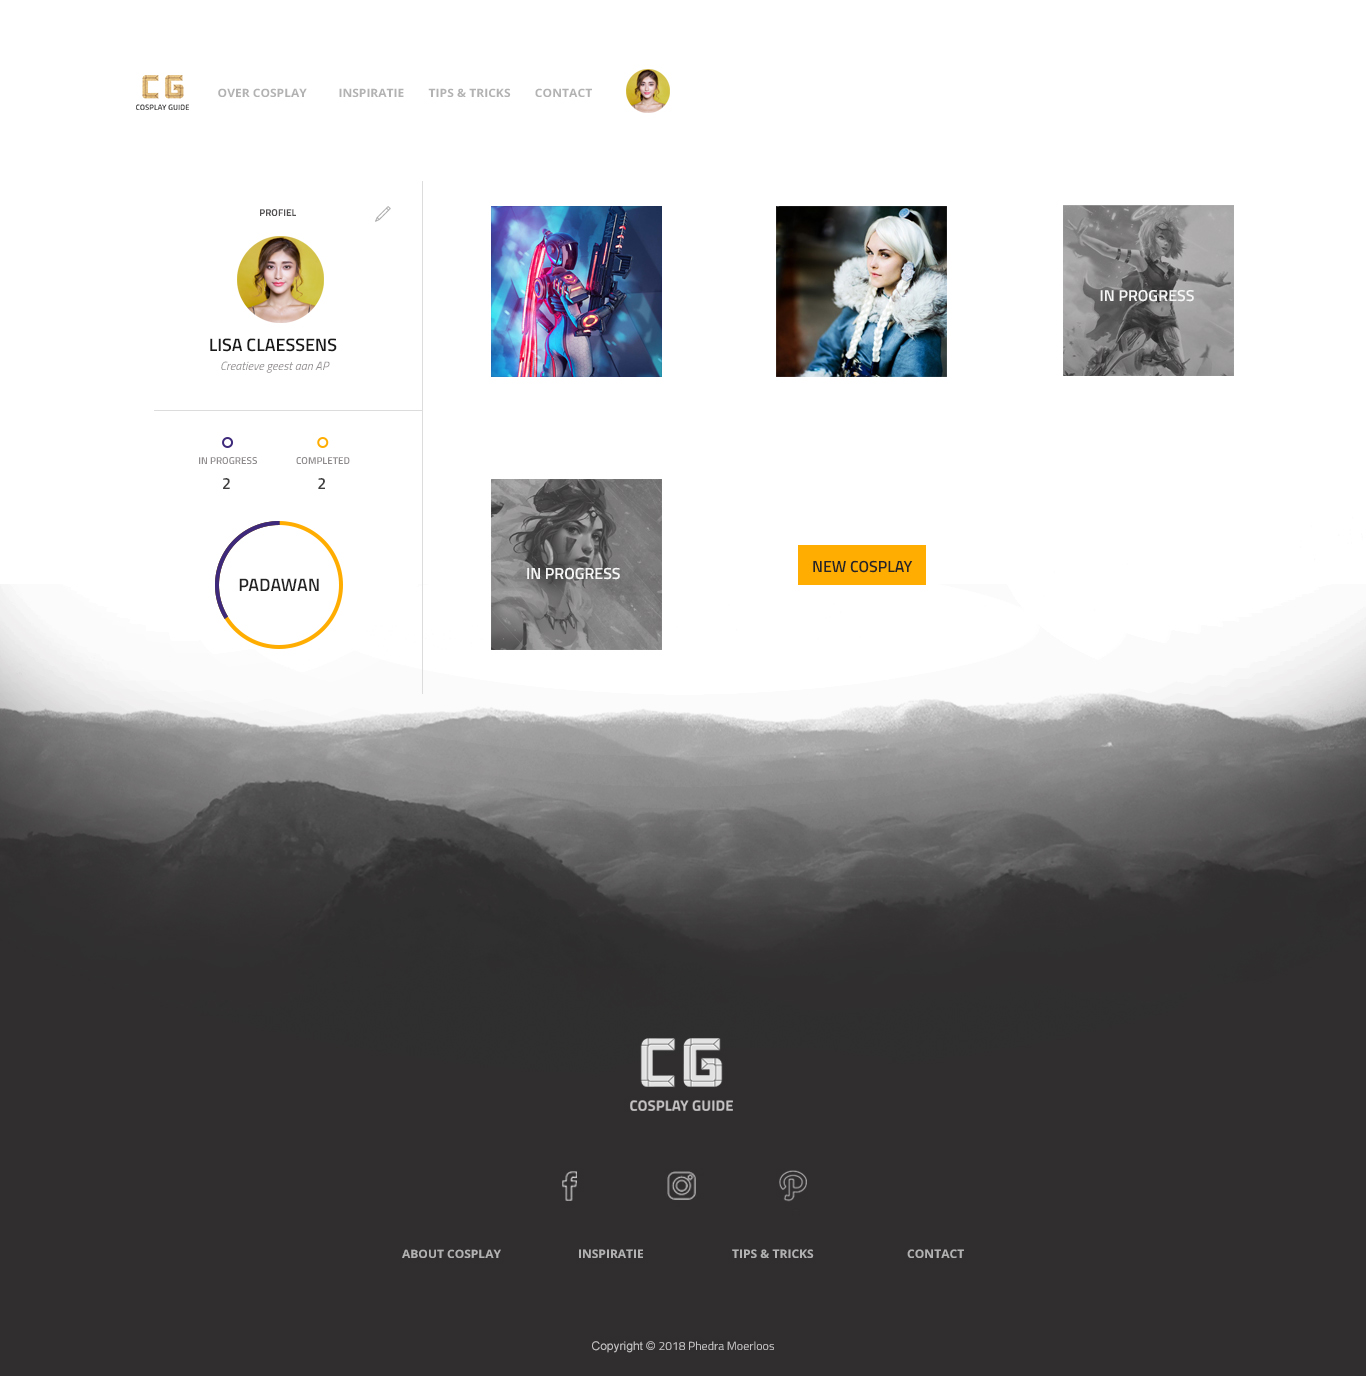 CG
COSPLAY GUIDE
OVER COSPLAY
INSPIRATIE
TIPS & TRICKS
CONTACT
PROFIEL
LISA CLAESSENS
Creatieve geest aan AP
IN PROGRESS
2
COMPLETED
2
PADAWAN
IN PROGRESS
IN PROGRESS
NEW COSPLAY
CG
COSPLAY GUIDE
ABOUT COSPLAY
INSPIRATIE
TIPS & TRICKS
CONTACT
Copyright © 2018 Phedra Moerloos